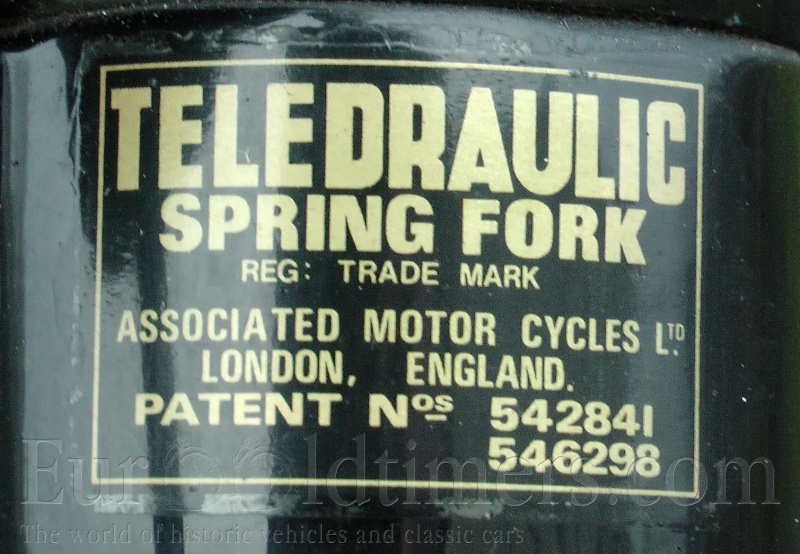 TELEDRAULIC
SPRING FORK
REG: TRADE MARK
ASSOCIATED MOTOR CYCLES LTD.
LONDON, ENGLAND.
PATENT Nos 542841
546298
EurOOldtimers.com
The world of historic vehicles and classic cars